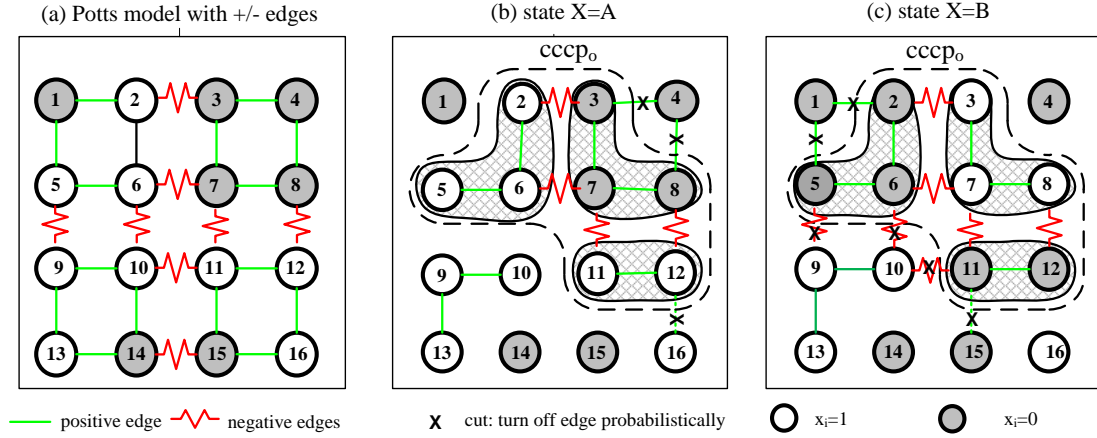 (a) Potts model with +/- edges (b) state X=A (c) state X=B
cccpₒ cccpₒ
1 2 3 4 1 2 3 X 4 1 X 2 3 4
X X
5 6 7 8 5 6 7 8 5 6 7 8
X X
9 10 11 12 9 10 11 12 9 10 X 11 12
X X
13 14 15 16 13 14 15 16 13 14 15 16
positive edge negative edges X cut: turn off edge probabilistically xᵢ=1 xᵢ=0